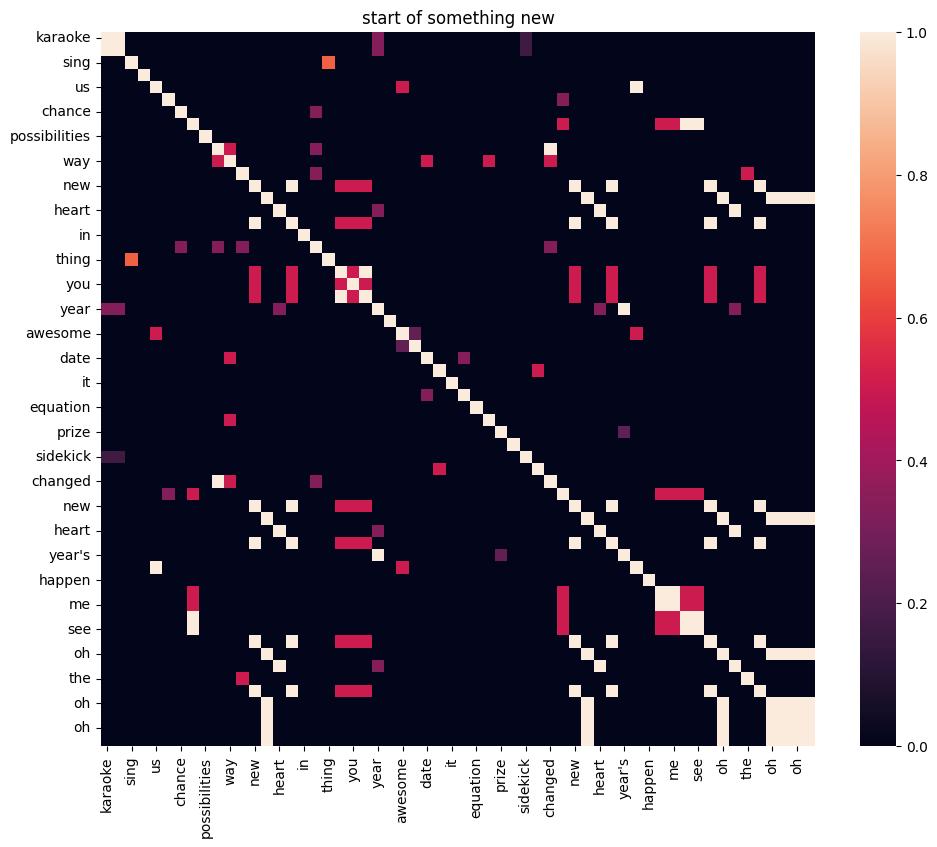 start of something new
karaoke
sing
us
chance
possibilities
way
new
heart
in
thing
you
year
awesome
date
it
equation
prize
sidekick
changed
new
heart
year's
happen
me
see
oh
the
oh
oh
karaoke
sing
us
chance
possibilities
way
new
heart
in
thing
you
year
awesome
date
it
equation
prize
sidekick
changed
new
heart
year's
happen
me
see
oh
the
oh
oh
1.0
0.8
0.6
0.4
0.2
0.0